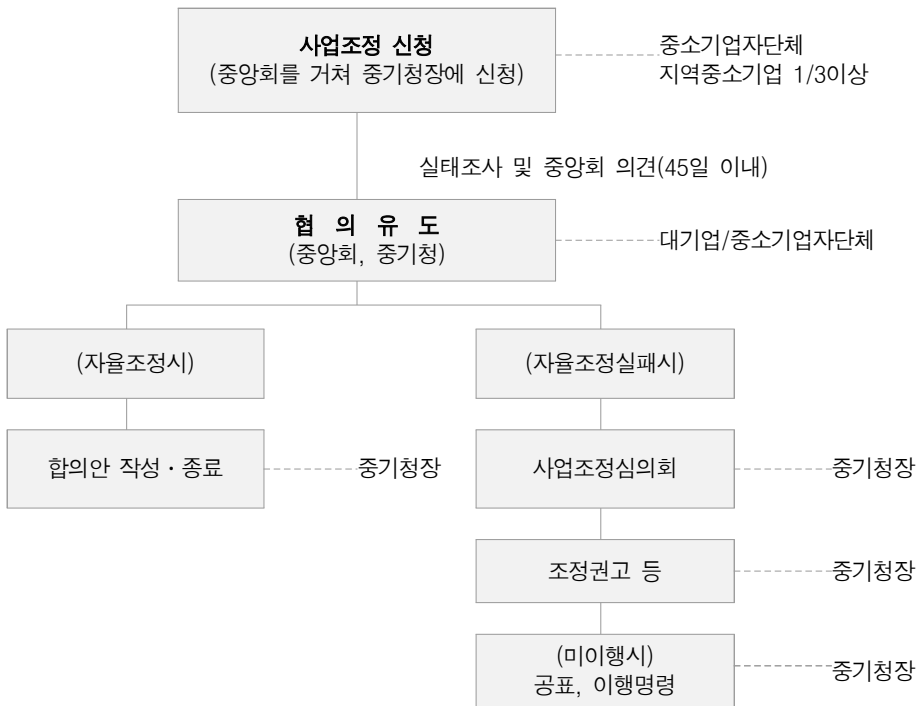 사업조정 신청
(중앙회를 거쳐 중기청장에 신청)
중소기업자단체
지역중소기업 1/3이상
실태조사 및 중앙회 의견(45일 이내)
협 의 유 도
(중앙회, 중기청)
대기업/중소기업자단체
(자율조정시)
(자율조정실패시)
합의안 작성·종료
중기청장
사업조정심의회
중기청장
조정권고 등
중기청장
(미이행시)
공표, 이행명령
중기청장